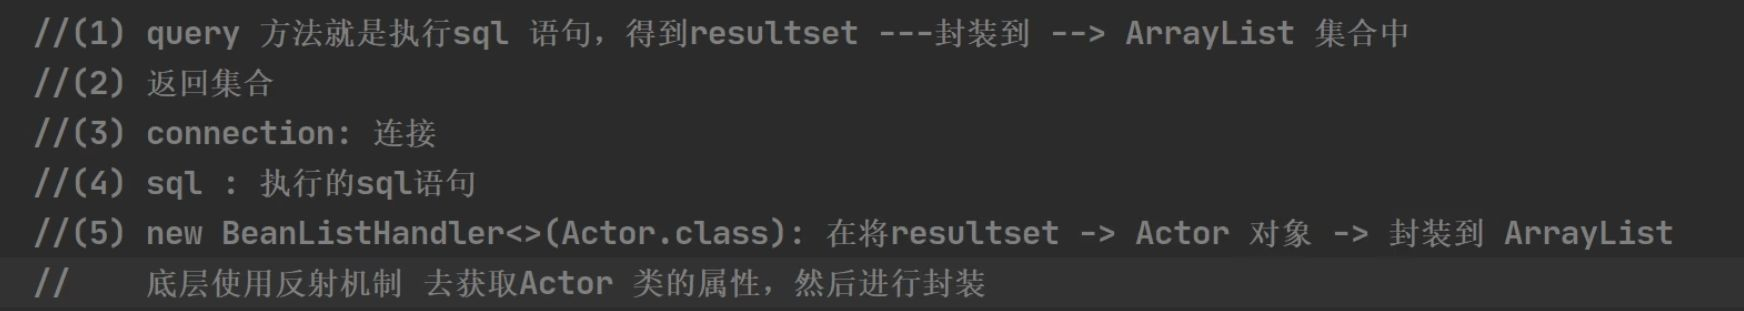 //(1) query 方法就是执行sql 语句，得到resultset ---封装到 --> ArrayList 集合中
//(2) 返回集合
//(3) connection: 连接
//(4) sql : 执行的sql语句
//(5) new BeanListHandler<>(Actor.class): 在将resultset -> Actor 对象 -> 封装到 ArrayList
//    底层使用反射机制 去获取Actor 类的属性，然后进行封装